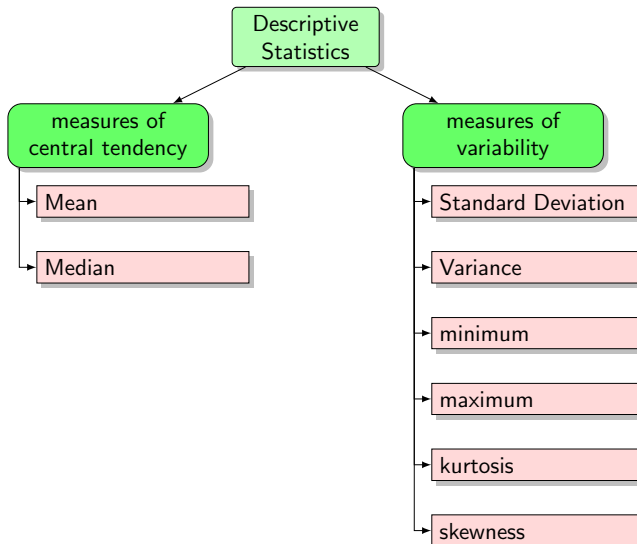 Descriptive
Statistics
measures of
central tendency
Mean
Median
measures of
variability
Standard Deviation
Variance
minimum
maximum
kurtosis
skewness